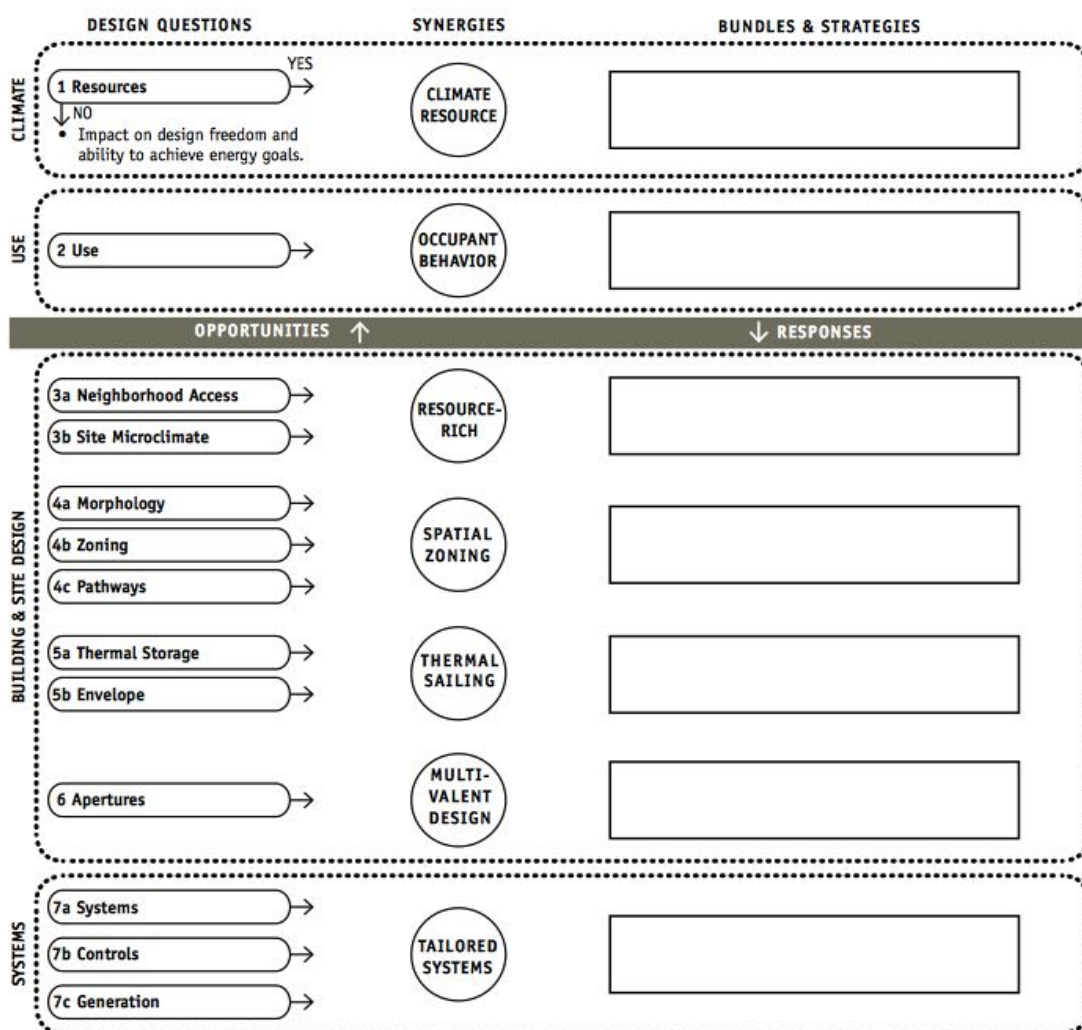 DESIGN QUESTIONS
SYNERGIES
BUNDLES & STRATEGIES
CLIMATE
1 Resources
YES
NO
• Impact on design freedom and
ability to achieve energy goals.
CLIMATE
RESOURCE
USE
2 Use
OCCUPANT
BEHAVIOR
OPPORTUNITIES ↑
↓ RESPONSES
BUILDING & SITE DESIGN
3a Neighborhood Access
3b Site Microclimate
RESOURCE-
RICH
4a Morphology
4b Zoning
4c Pathways
SPATIAL
ZONING
5a Thermal Storage
5b Envelope
THERMAL
SAILING
6 Apertures
MULTI-
VALENT
DESIGN
SYSTEMS
7a Systems
7b Controls
7c Generation
TAILORED
SYSTEMS